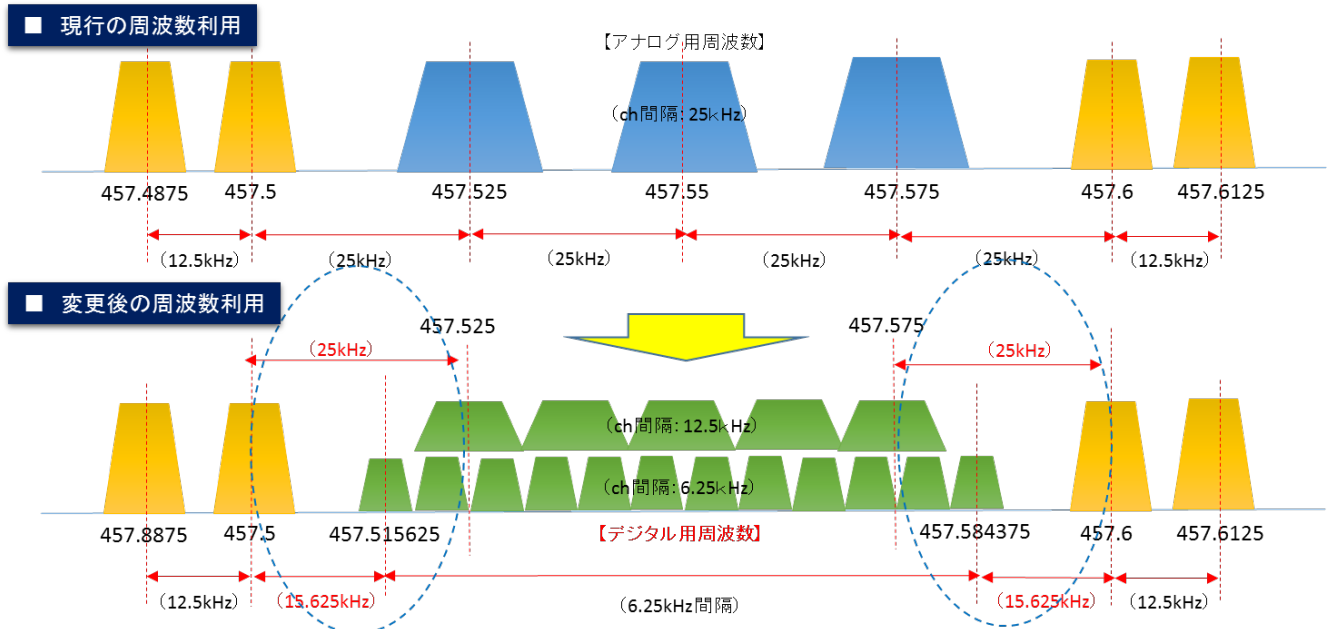 ■ 現行の周波数利用
【アナログ用周波数】
(ch間隔:25kHz)
457.4875 457.5 457.525 457.55 457.575 457.6 457.6125
(12.5kHz) (25kHz) (25kHz) (25kHz) (25kHz) (12.5kHz)
■ 変更後の周波数利用
457.525 457.575
(25kHz) (25kHz)
(ch間隔:12.5kHz)
(ch間隔:6.25kHz)
457.8875 457.5 457.515625 【デジタル用周波数】 457.584375 457.6 457.6125
(12.5kHz) (15.625kHz) (6.25kHz間隔) (15.625kHz) (12.5kHz)